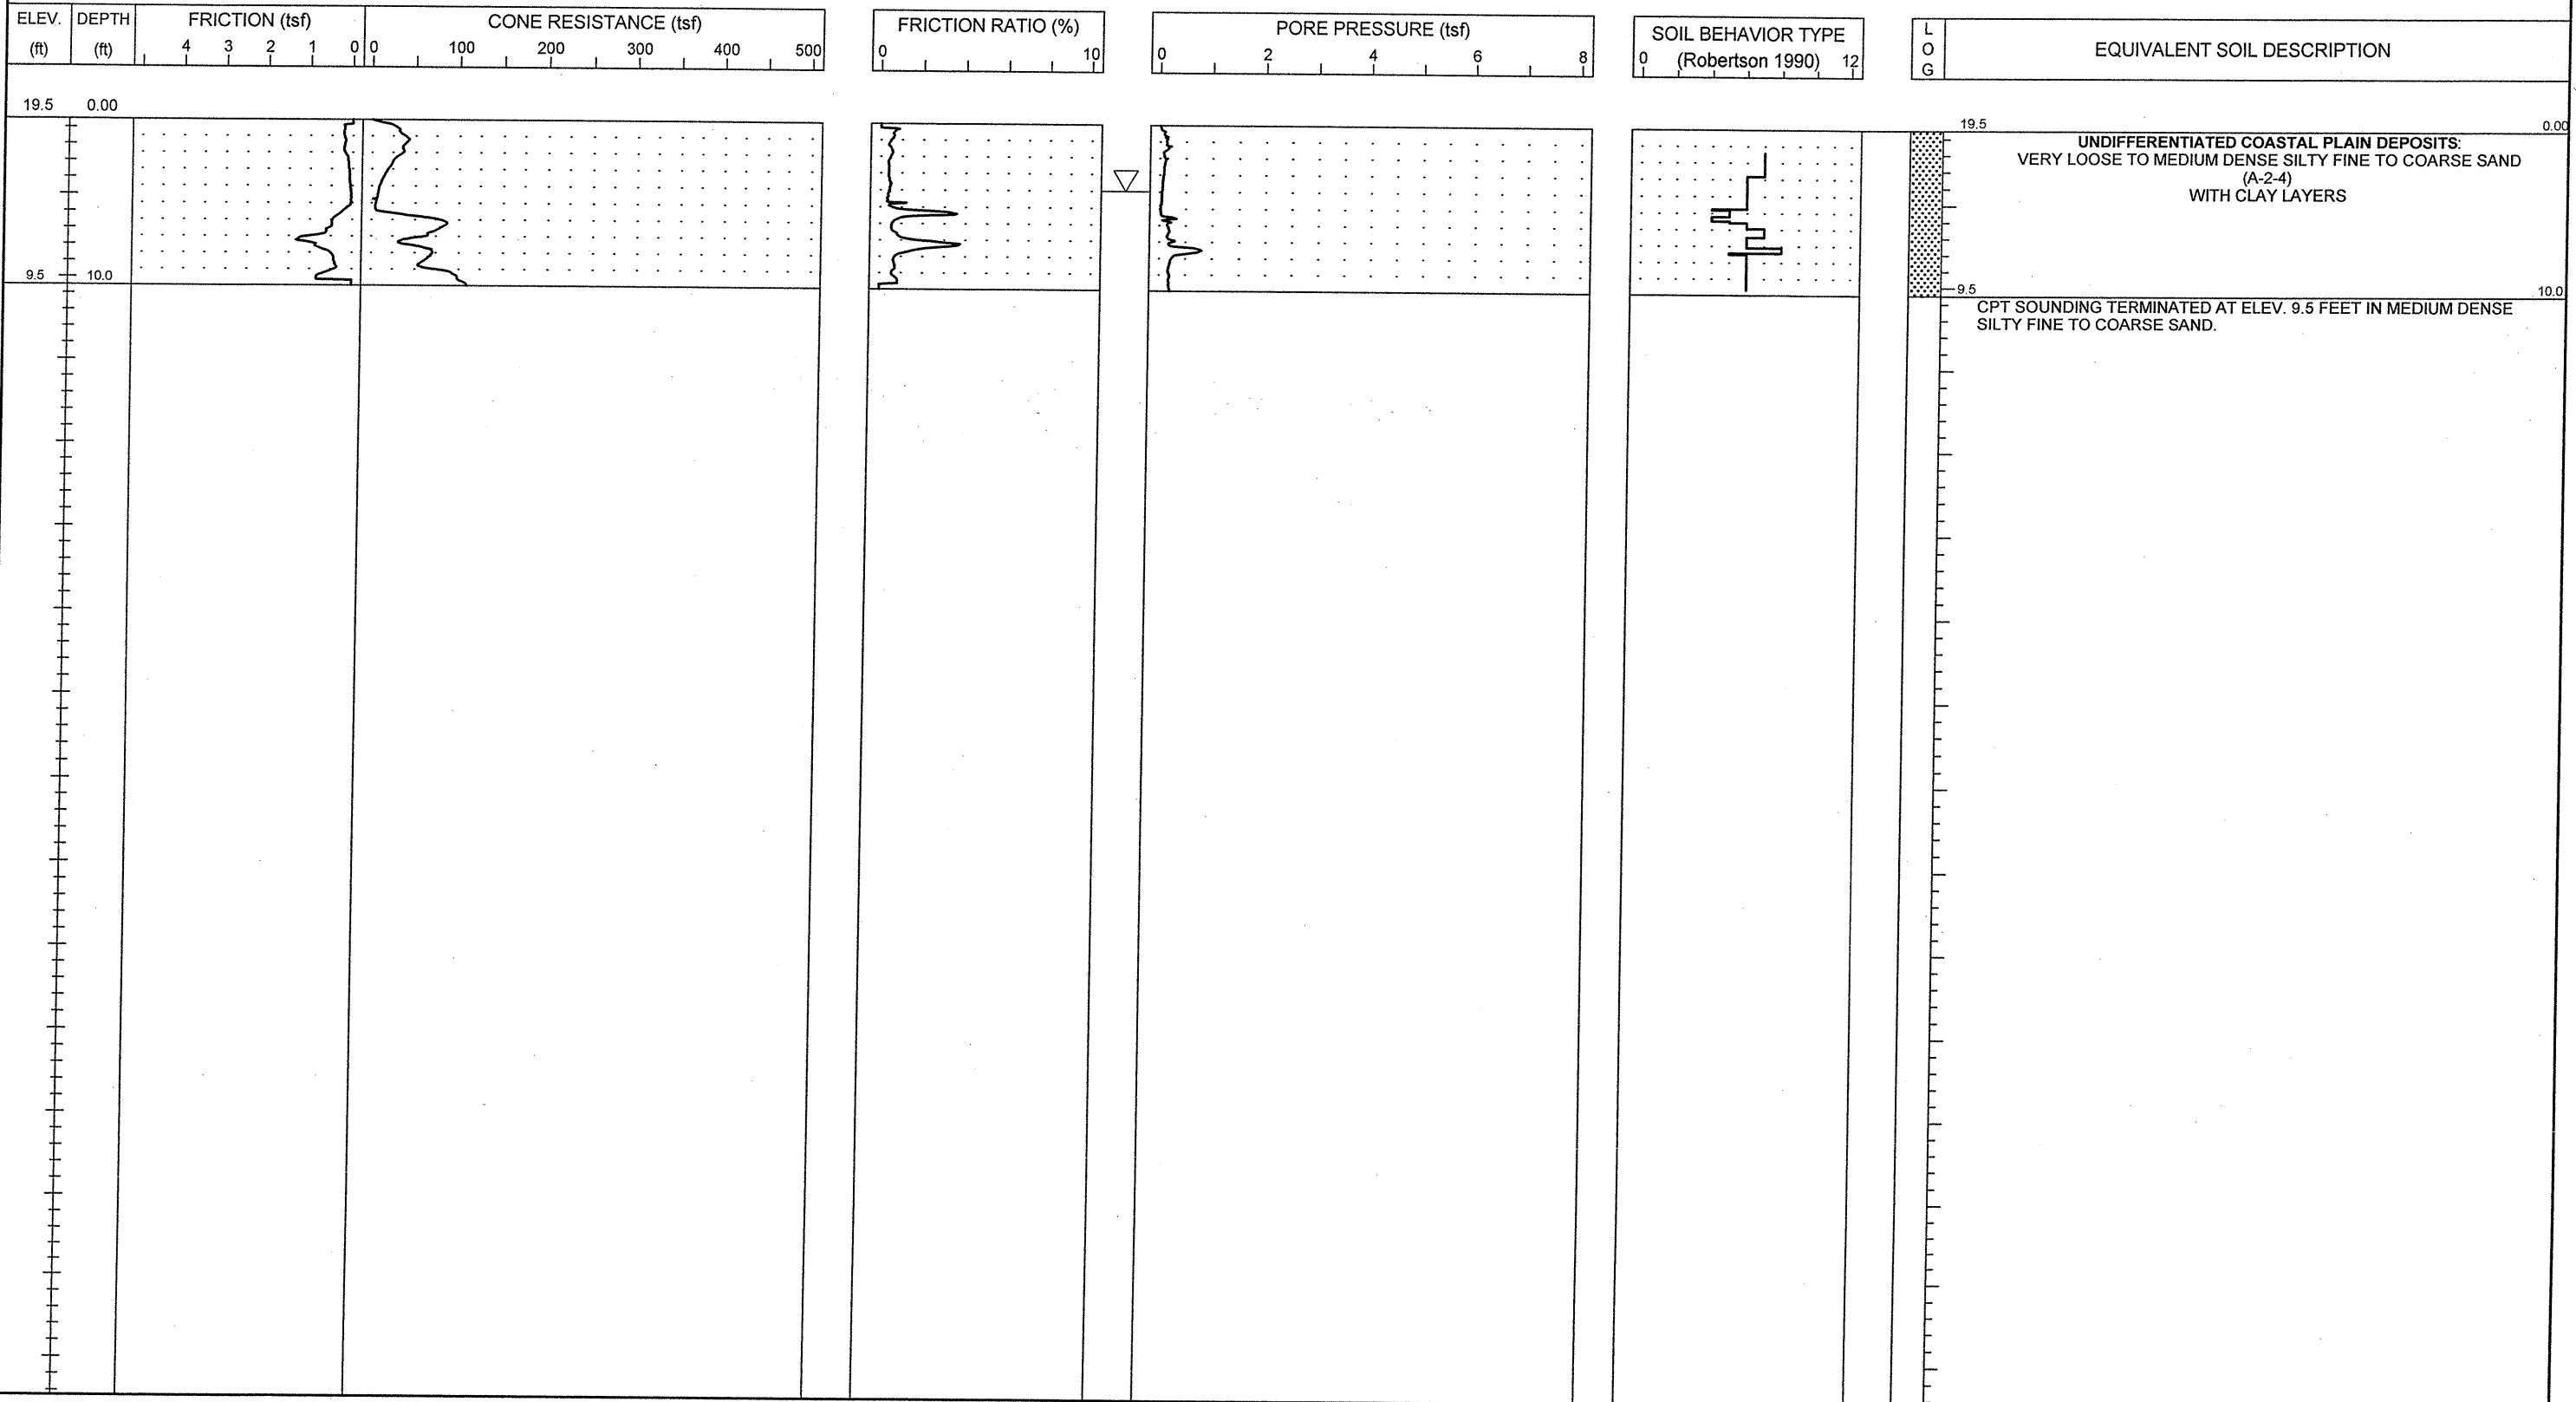 ELEV.
(ft)
DEPTH
(ft)
FRICTION (tsf)
4 3 2 1 0
CONE RESISTANCE (tsf)
0 100 200 300 400 500
FRICTION RATIO (%)
0 10
PORE PRESSURE (tsf)
0 2 4 6 8
SOIL BEHAVIOR TYPE
(Robertson 1990)
0 12
L
O
G
EQUIVALENT SOIL DESCRIPTION
19.5 0.00
19.5 0.00
UNDIFFERENTIATED COASTAL PLAIN DEPOSITS:
VERY LOOSE TO MEDIUM DENSE SILTY FINE TO COARSE SAND
(A-2-4)
WITH CLAY LAYERS
9.5 10.0
9.5 10.0
CPT SOUNDING TERMINATED AT ELEV. 9.5 FEET IN MEDIUM DENSE
SILTY FINE TO COARSE SAND.